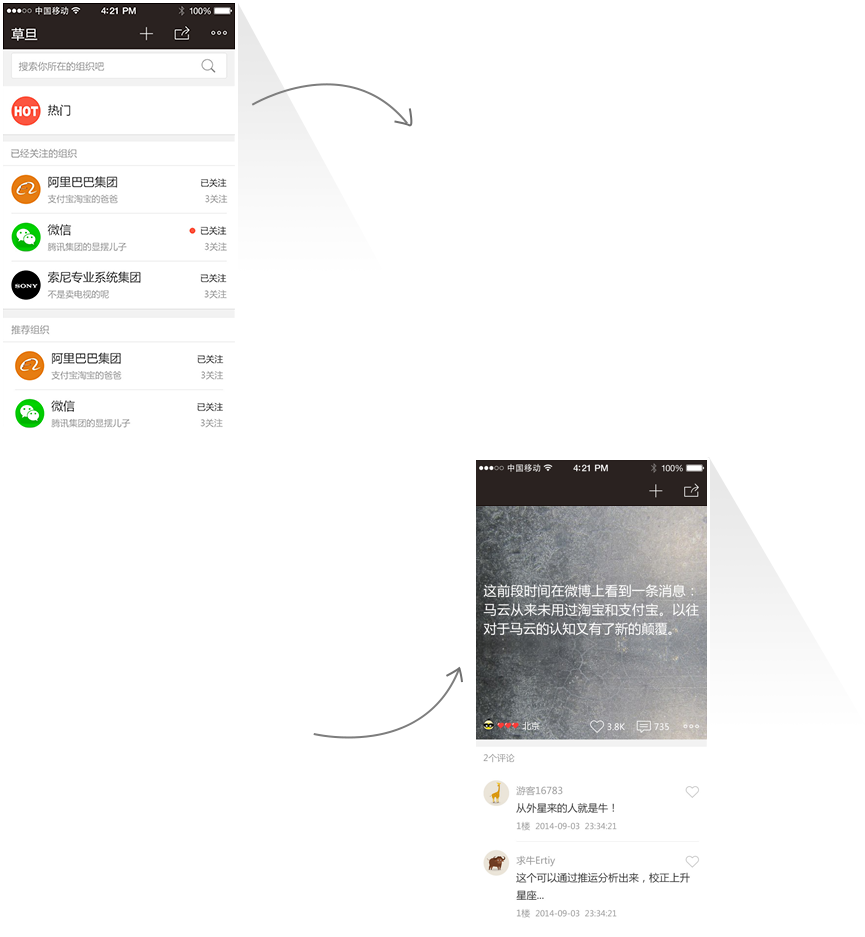 中国移动 4:21 PM 100%
草旦
搜索你所在的组织吧
HOT 热门
已经关注的组织
阿里巴巴集团 已关注
支付宝淘宝的爸爸 3关注
微信 已关注
腾讯集团的显摆儿子 3关注
SONY 索尼专业系统集团 已关注
不是卖电视的呢 3关注
推荐组织
阿里巴巴集团 已关注
支付宝淘宝的爸爸 3关注
微信 已关注
腾讯集团的显摆儿子 3关注
中国移动 4:21 PM 100%
这前段时间在微博上看到一条消息：
马云从来未用过淘宝和支付宝。以往
对于马云的认知又有了新的颠覆。
北京 3.8K 735
2个评论
游客16783
从外星来的人就是牛！
1楼 2014-09-03 23:34:21
求牛Ertiy
这个可以通过推运分析出来，校正上升
星座...
1楼 2014-09-03 23:34:21